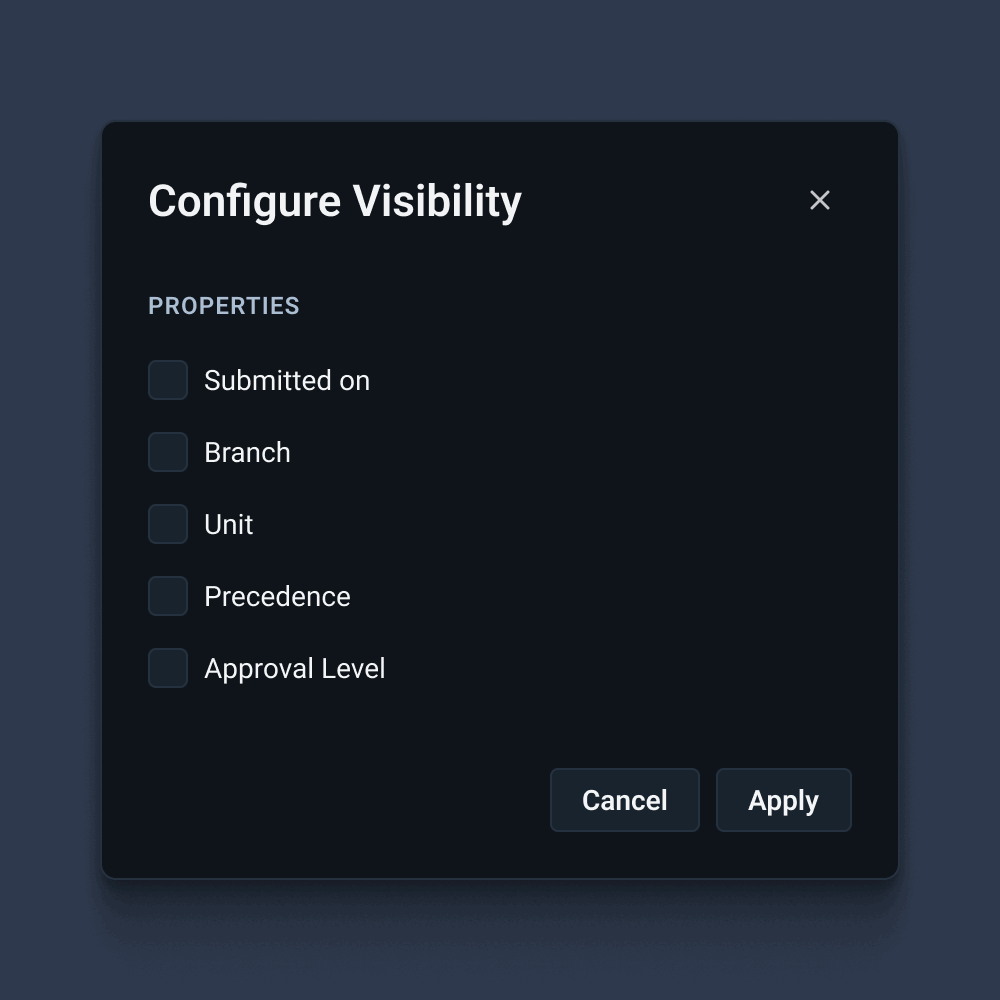 Configure Visibility
PROPERTIES
Submitted on
Branch
Unit
Precedence
Approval Level
Cancel
Apply